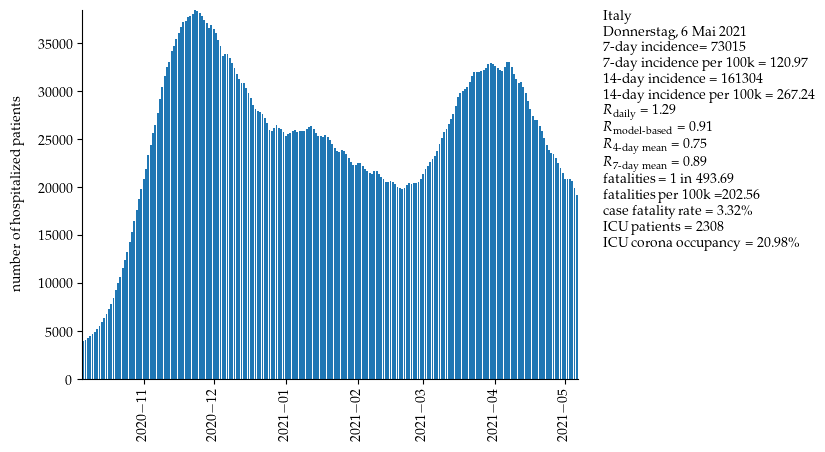 Italy
Donnerstag, 6 Mai 2021
7-day incidence= 73015
7-day incidence per 100k = 120.97
14-day incidence = 161304
14-day incidence per 100k = 267.24
R_daily = 1.29
R_model-based = 0.91
R_4-day mean = 0.75
R_7-day mean = 0.89
fatalities = 1 in 493.69
fatalities per 100k =202.56
case fatality rate = 3.32%
ICU patients = 2308
ICU corona occupancy = 20.98%
number of hospitalized patients
35000
30000
25000
20000
15000
10000
5000
0
2020−11
2020−12
2021−01
2021−02
2021−03
2021−04
2021−05